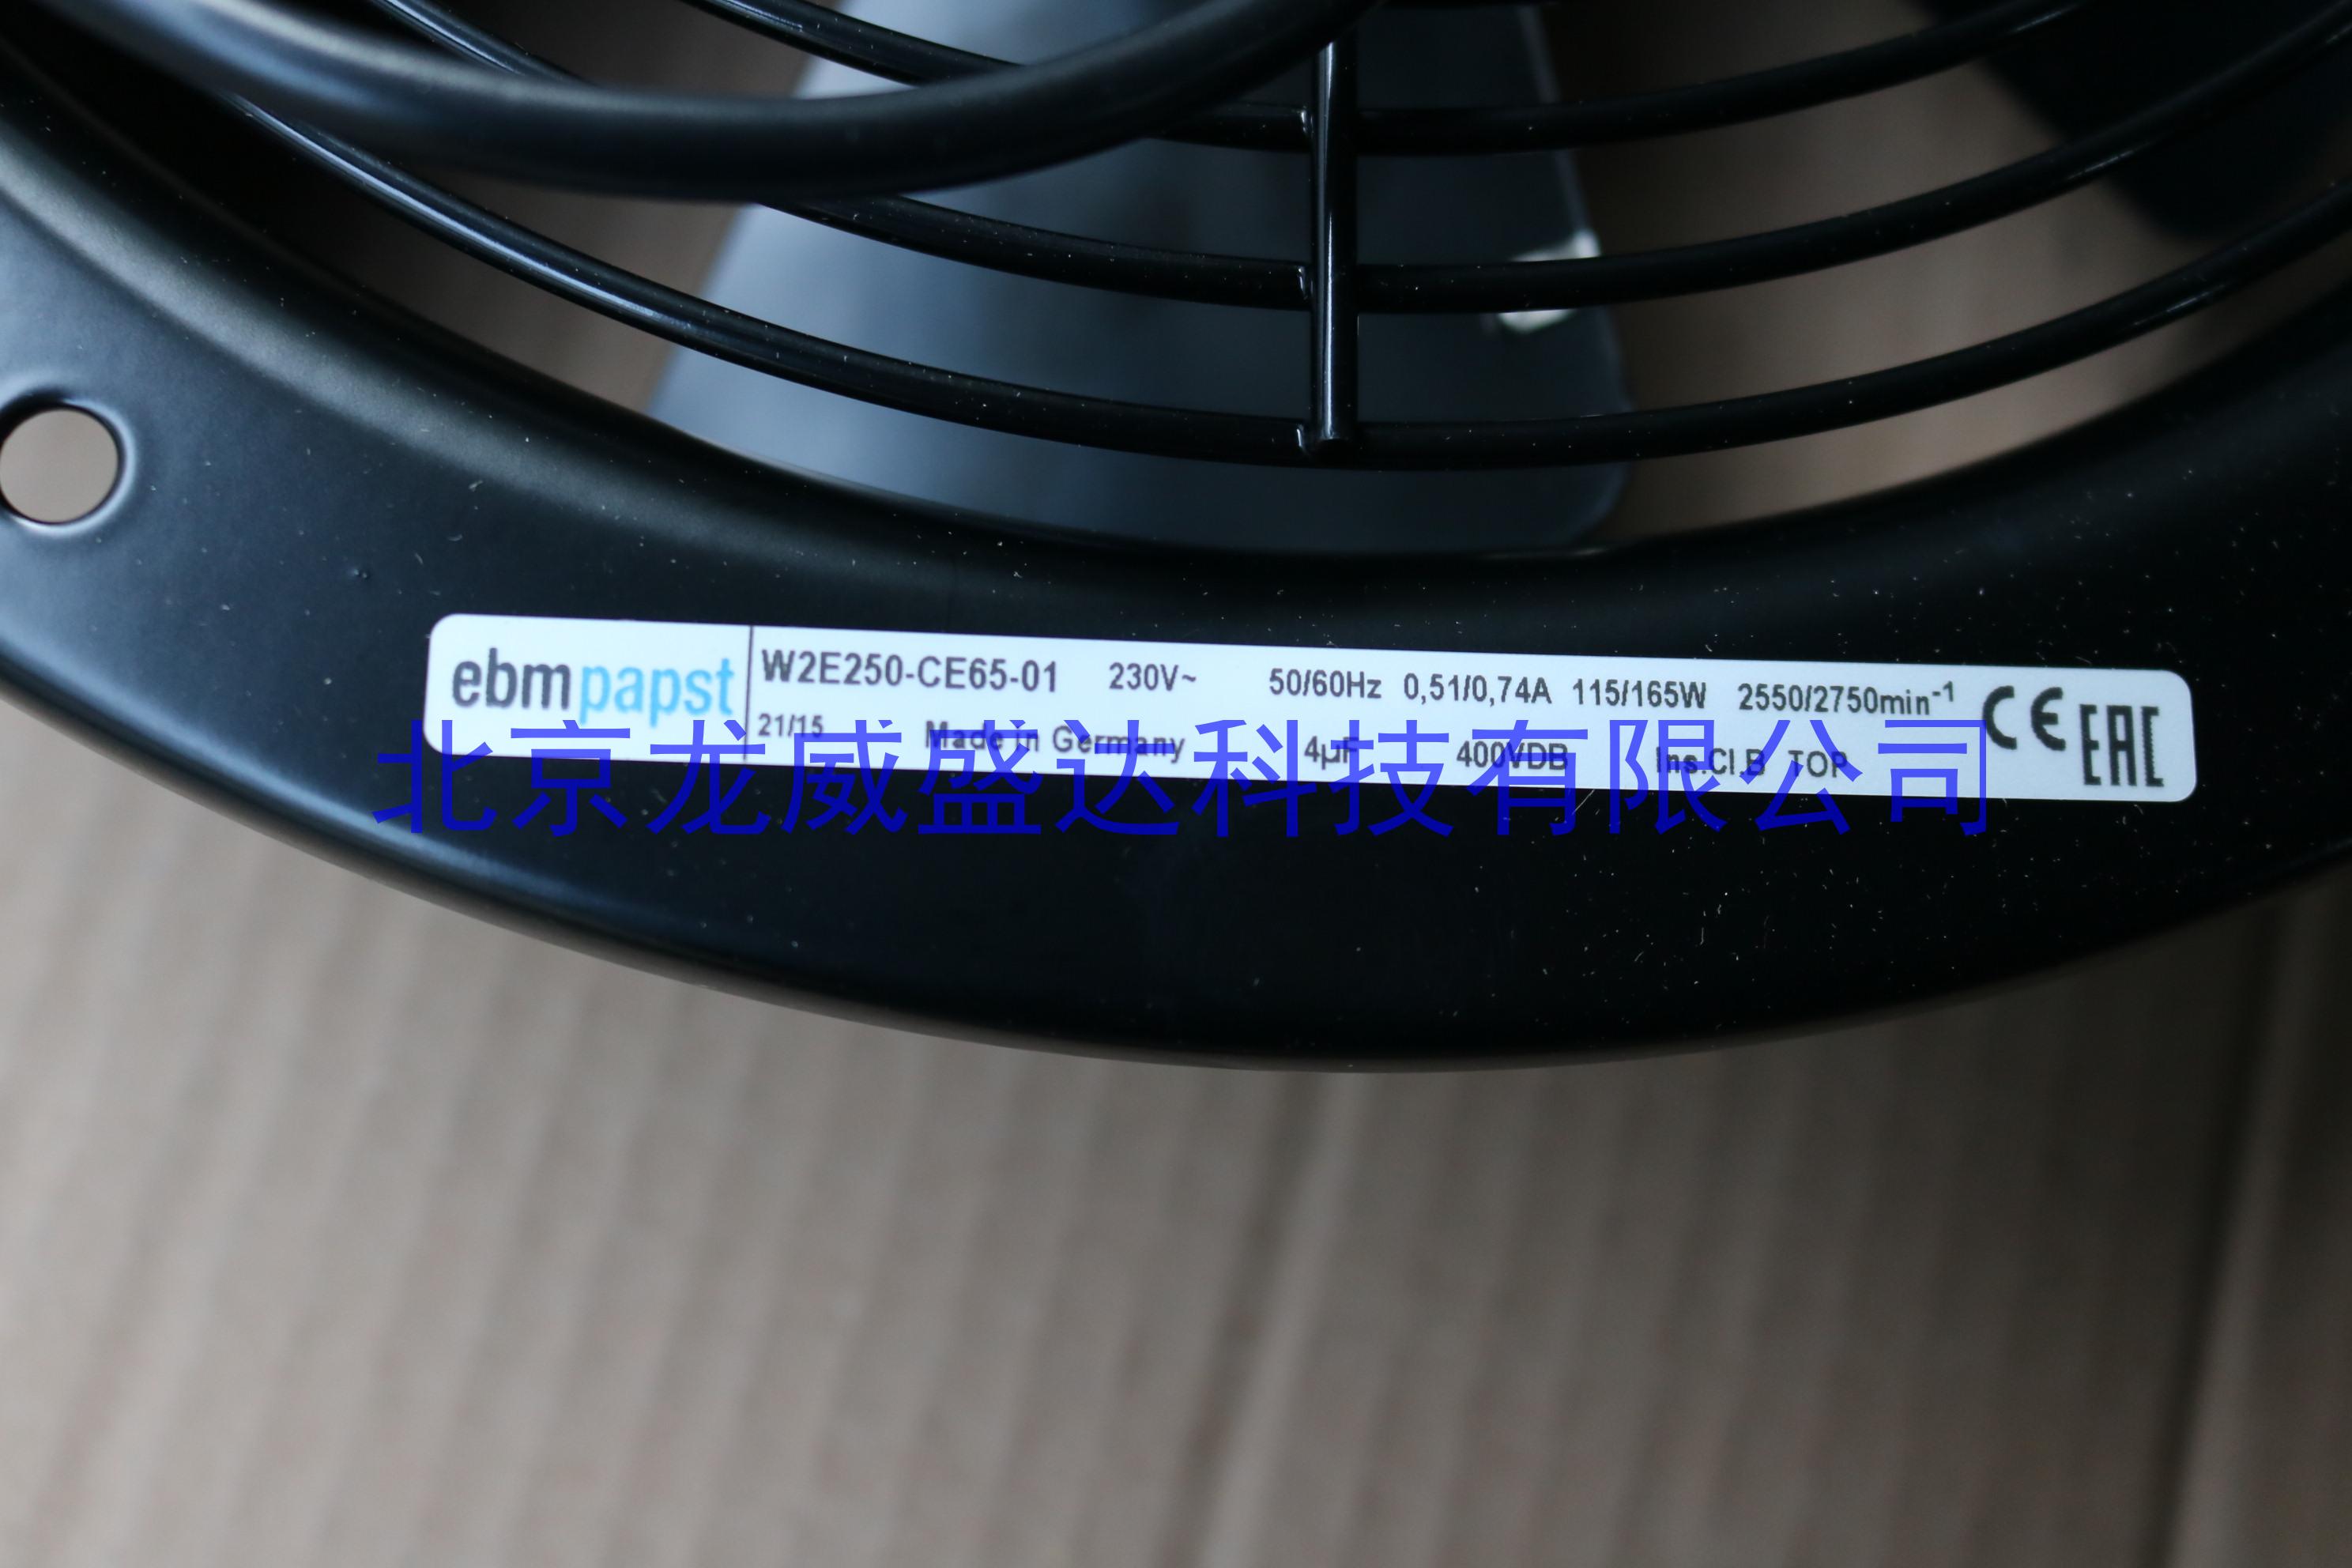 ebmpapst W2E250-CE65-01 230V~ 50/60Hz 0,51/0,74A 115/165W 2550/2750min⁻¹ CE EAC
21/15 Made in Germany 4µF 400VDB Ins.Cl.B TOP
北京龙威盛达科技有限公司